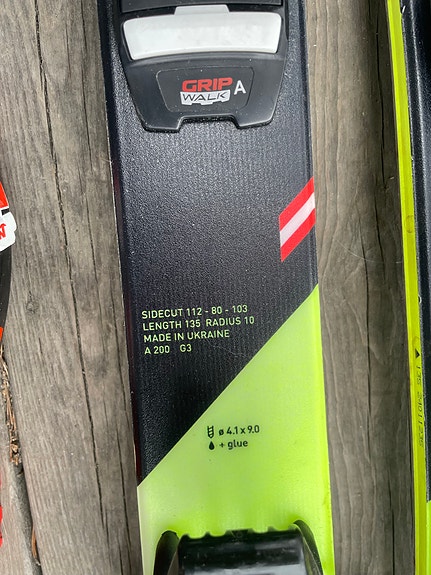 GRIP
WALK A
SIDECUT 112 - 80 - 103
LENGTH 135 RADIUS 10
MADE IN UKRAINE
A 200 G3
ø 4.1 x 9.0
+ glue